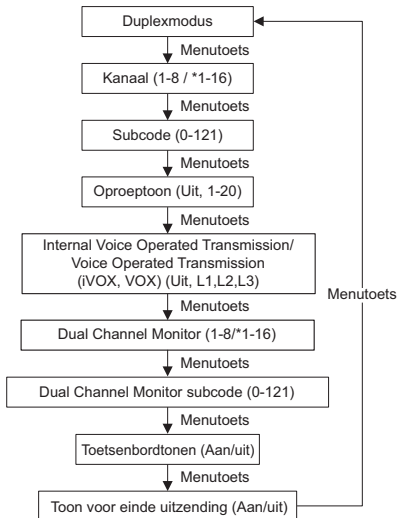 Duplexmodus
Menutoets
Kanaal (1-8 / *1-16)
Menutoets
Subcode (0-121)
Menutoets
Oproeptoon (Uit, 1-20)
Menutoets
Internal Voice Operated Transmission/
Voice Operated Transmission
(iVOX, VOX) (Uit, L1,L2,L3)
Menutoets
Menutoets
Dual Channel Monitor (1-8/*1-16)
Menutoets
Dual Channel Monitor subcode (0-121)
Menutoets
Toetsenbordtonen (Aan/uit)
Menutoets
Toon voor einde uitzending (Aan/uit)